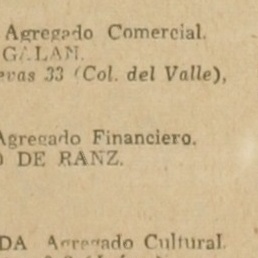 Agregado Comercial.
GALAN.
evas 33 (Col. del Valle),
Agregado Financiero.
O DE RANZ.
DA Agregado Cultural.